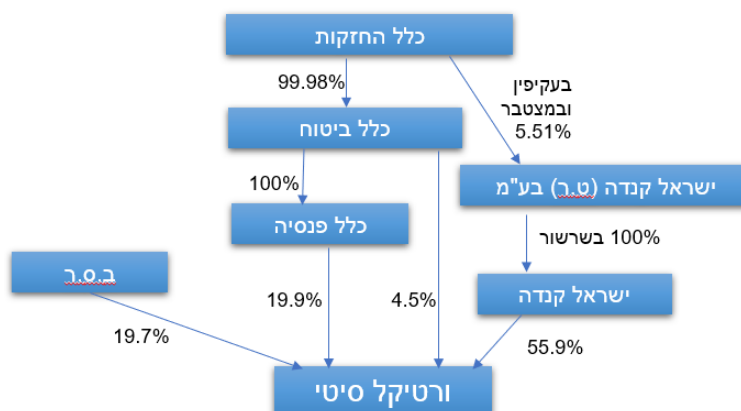 כלל החזקות
99.98%
בעקיפין
ובמצטבר
5.51%
כלל ביטוח
100%
ישראל קנדה (ט.ר) בע"מ
כלל פנסיה
100% בשרשור
ב.ס.ר
19.9%
4.5%
ישראל קנדה
19.7%
55.9%
ורטיקל סיטי